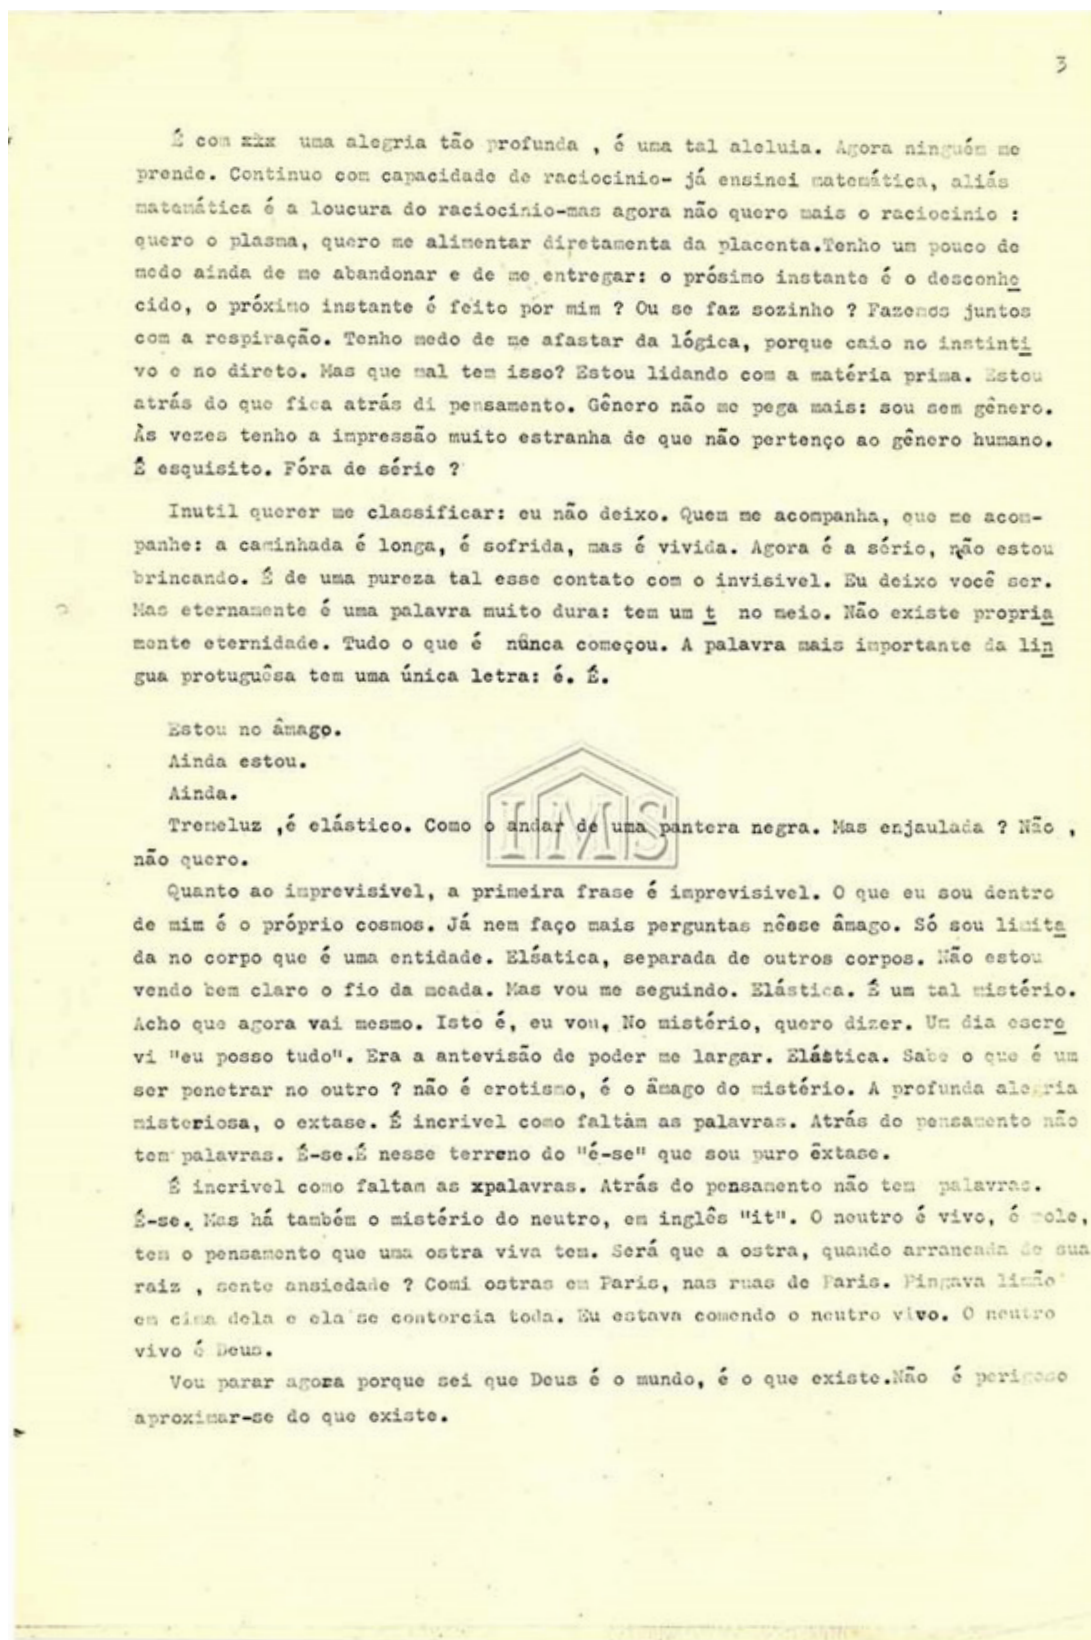 3
É com xxx uma alegria tão profunda , é uma tal aleluia. Agora ninguém me
prende. Continuo com capacidade de raciocinio- já ensinei matemática, aliás
matemática é a loucura do raciocinio-mas agora não quero mais o raciocinio :
quero o plasma, quero me alimentar diretamenta da placenta.Tenho um pouco de
medo ainda de me abandonar e de me entregar: o prósimo instante é o desconhe
cido, o próximo instante é feito por mim ? Ou se faz sozinho ? Fazemos juntos
com a respiração. Tenho medo de me afastar da lógica, porque caio no instinti
vo e no direto. Mas que mal tem isso? Estou lidando com a matéria prima. Estou
atrás do que fica atrás di pensamento. Gênero não me pega mais: sou sem gênero.
Às vezes tenho a impressão muito estranha de que não pertenço ao gênero humano.
É esquisito. Fóra de série ?
Inutil querer me classificar: eu não deixo. Quem me acompanha, que me acom-
panhe: a caminhada é longa, é sofrida, mas é vivida. Agora é a sério, não estou
brincando. É de uma pureza tal esse contato com o invisivel. Eu deixo você ser.
Mas eternamente é uma palavra muito dura: tem um t no meio. Não existe propria
mente eternidade. Tudo o que é nunca começou. A palavra mais importante da lin
gua protuguêsa tem uma única letra: é. É.
Estou no âmago.
Ainda estou.
Ainda.
Tremeluz ,é elástico. Como o andar de uma pantera negra. Mas enjaulada ? Não ,
não quero.
IMS
Quanto ao imprevisivel, a primeira frase é imprevisivel. O que eu sou dentro
de mim é o próprio cosmos. Já nem faço mais perguntas nêsse âmago. Só sou limita
da no corpo que é uma entidade. Elśatica, separada de outros corpos. Não estou
vendo bem claro o fio da meada. Mas vou me seguindo. Elástica. É um tal mistério.
Acho que agora vai mesmo. Isto é, eu vou, No mistério, quero dizer. Um dia escre
vi "eu posso tudo". Era a antevisão de poder me largar. Elástica. Sabe o que é um
ser penetrar no outro ? não é erotismo, é o âmago do mistério. A profunda alegria
misteriosa, o extase. É incrivel como faltam as palavras. Atrás do pensamento não
tem palavras. É-se.É nesse terreno do "é-se" que sou puro êxtase.
É incrivel como faltam as xpalavras. Atrás do pensamento não tem palavras.
É-se. Mas há também o mistério do neutro, em inglês "it". O neutro é vivo, é mole,
tem o pensamento que uma ostra viva tem. Será que a ostra, quando arrancada de sua
raiz , sente ansiedade ? Comi ostras em Paris, nas ruas de Paris. Pingava limão
em cima dela e ela se contorcia toda. Eu estava comendo o neutro vivo. O neutro
vivo é Deus.
Vou parar agora porque sei que Deus é o mundo, é o que existe.Não é perigoso
aproximar-se do que existe.